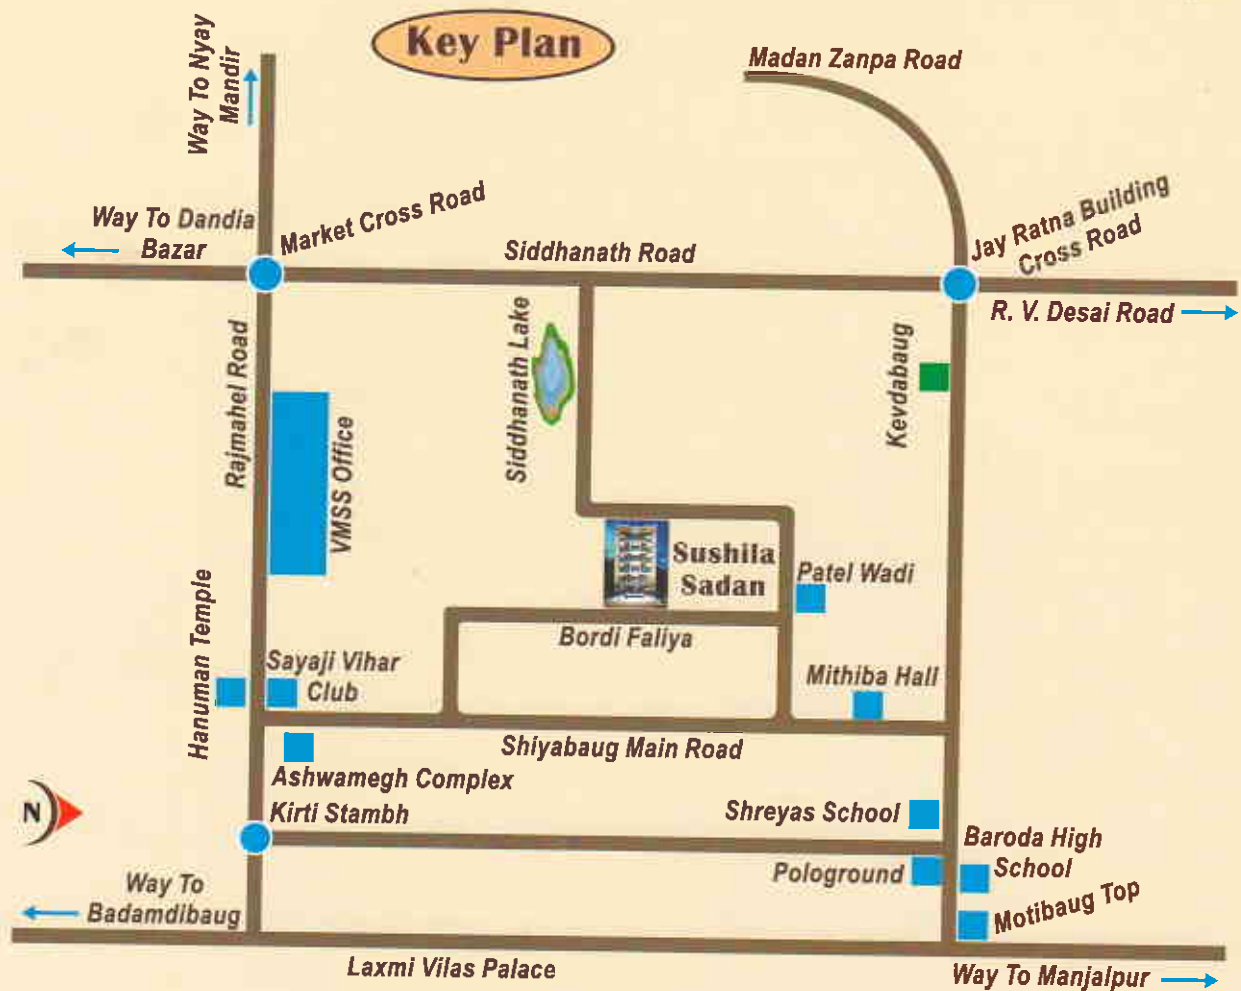 Key Plan
Madan Zanpa Road
Way To Nyay
Mandir
Way To Dandia
Bazar
Market Cross Road
Siddhanath Road
Jay Ratna Building
Cross Road
R. V. Desai Road
Rajmahel Road
VMSS Office
Siddhanath Lake
Kevdabaug
Sushila
Sadan
Patel Wadi
Bordi Faliya
Hanuman Temple
Sayaji Vihar
Club
Mithiba Hall
Shiyabaug Main Road
Ashwamegh Complex
N
Kirti Stambh
Shreyas School
Baroda High
School
Pologround
Way To
Badamdibaug
Motibaug Top
Laxmi Vilas Palace
Way To Manjalpur